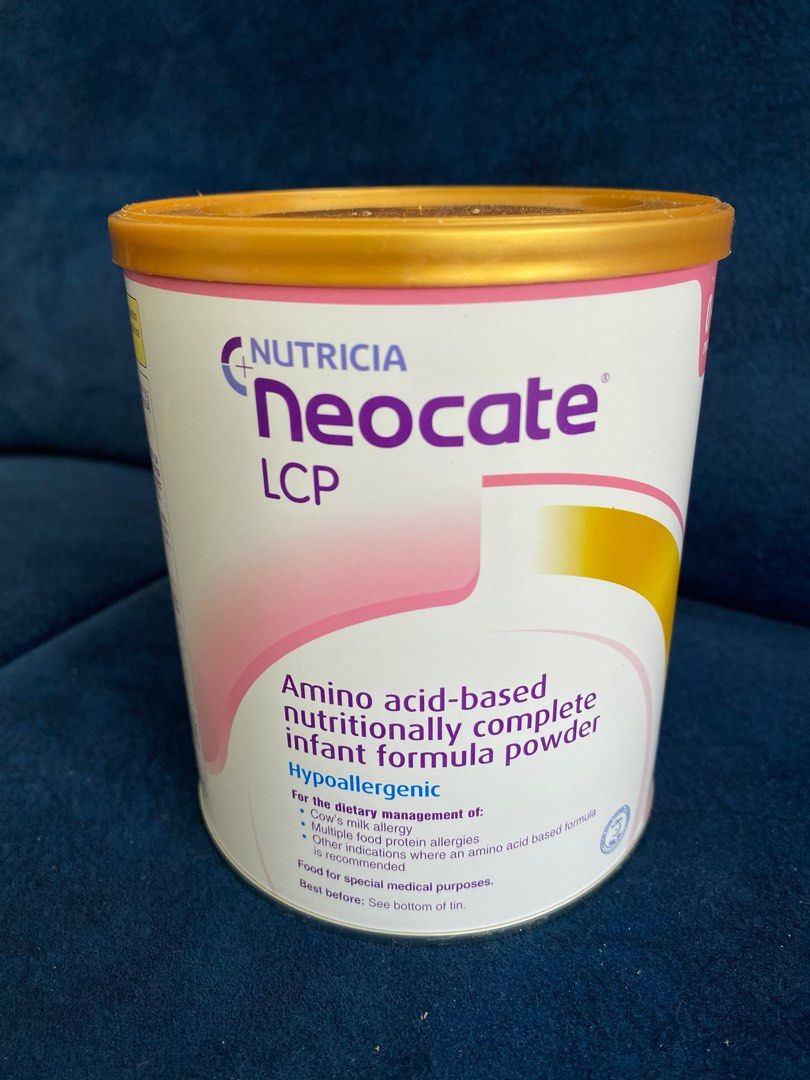 NUTRICIA
neocate®
LCP
Amino acid-based
nutritionally complete
infant formula powder
Hypoallergenic
For the dietary management of:
• Cow's milk allergy
• Multiple food protein allergies
• Other indications where an amino acid based formula
is recommended
Food for special medical purposes.
Best before: See bottom of tin.